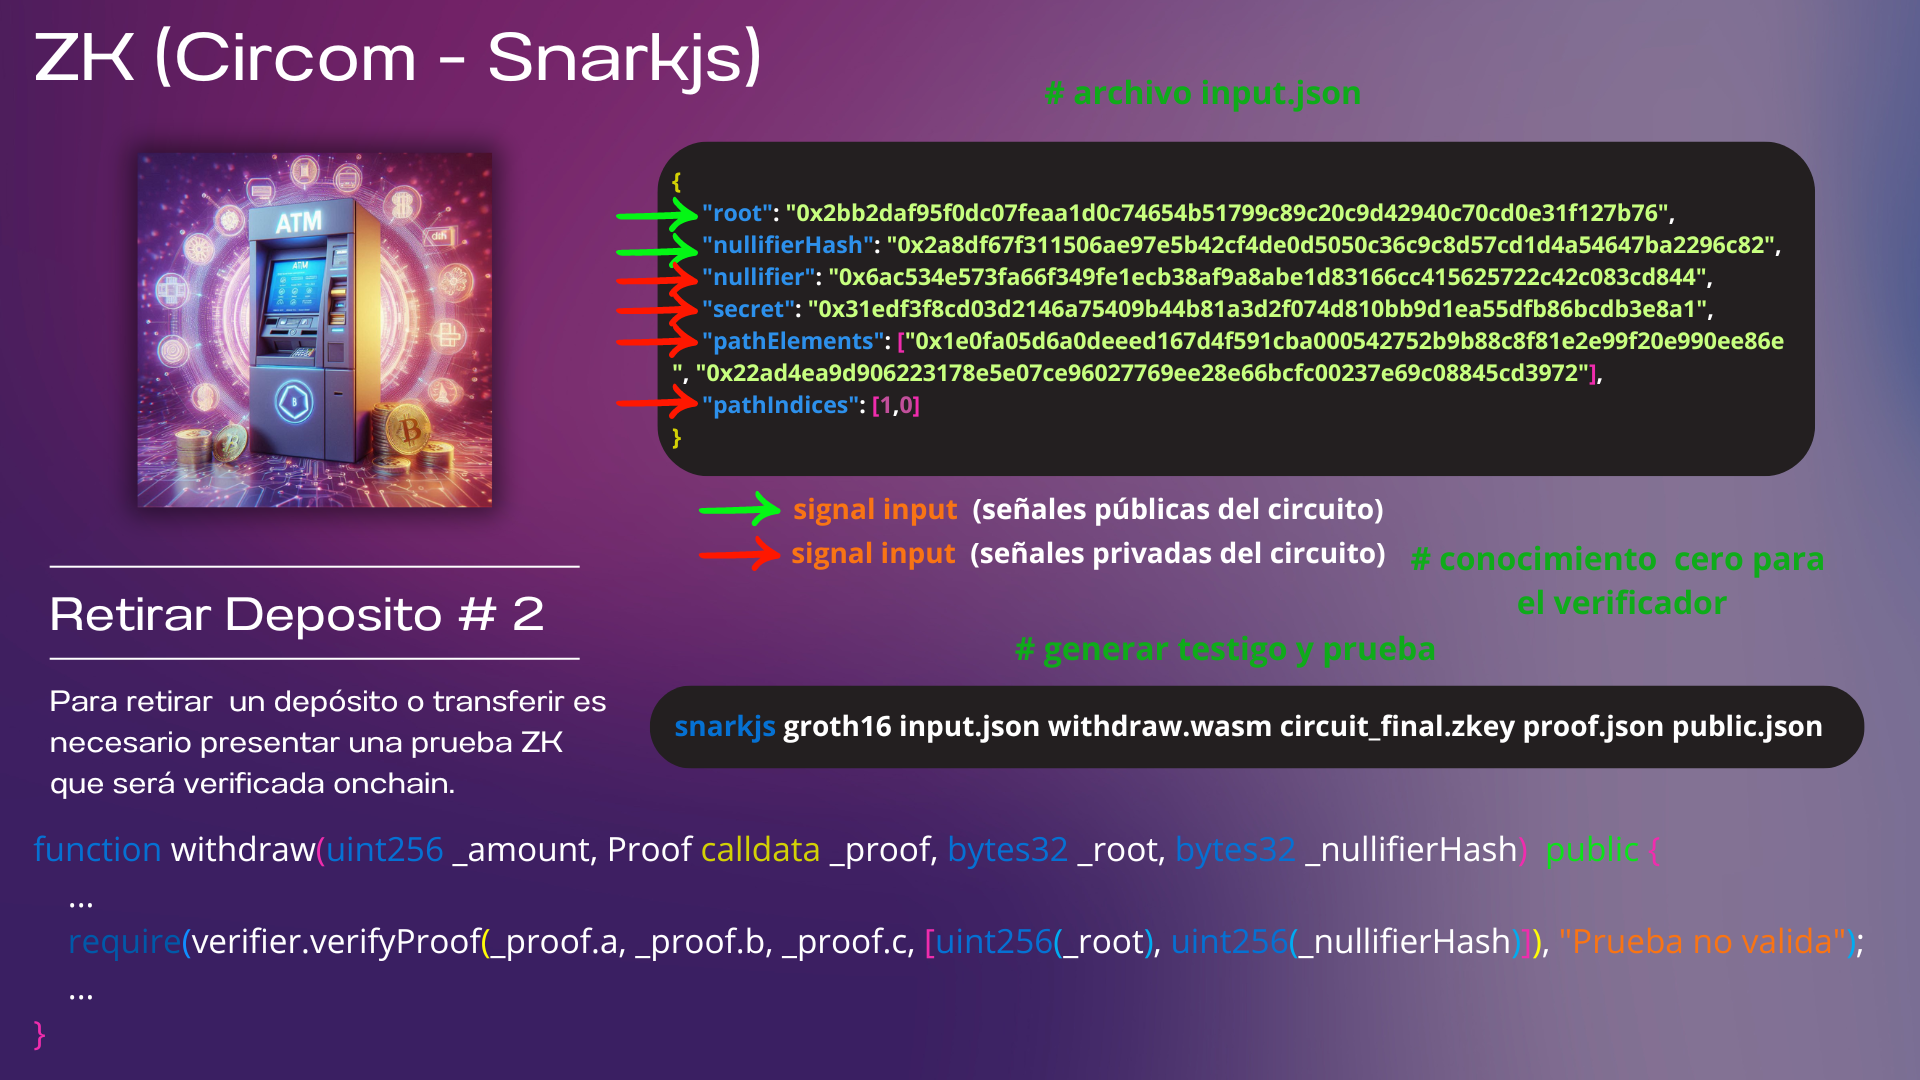 ZK (Circom - Snarkjs)
# archivo input.json
ATM
ATM
{
"root": "0x2bb2daf95f0dc07feaa1d0c74654b51799c89c20c9d42940c70cd0e31f127b76",
"nullifierHash": "0x2a8df67f311506ae97e5b42cf4de0d5050c36c9c8d57cd1d4a54647ba2296c82",
"nullifier": "0x6ac534e573fa66f349fe1ecb38af9a8abe1d83166cc415625722c42c083cd844",
"secret": "0x31edf3f8cd03d2146a75409b44b81a3d2f074d810bb9d1ea55dfb86bcdb3e8a1",
"pathElements": ["0x1e0fa05d6a0deeed167d4f591cba000542752b9b88c8f81e2e99f20e990ee86e
", "0x22ad4ea9d906223178e5e07ce96027769ee28e66bcfc00237e69c08845cd3972"],
"pathIndices": [1,0]
}
signal input (señales públicas del circuito)
signal input (señales privadas del circuito)
# conocimiento cero para
el verificador
Retirar Deposito # 2
Para retirar un depósito o transferir es
necesario presentar una prueba ZK
que será verificada onchain.
# generar testigo y prueba
snarkjs groth16 input.json withdraw.wasm circuit_final.zkey proof.json public.json
function withdraw(uint256 _amount, Proof calldata _proof, bytes32 _root, bytes32 _nullifierHash) public {
...
require(verifier.verifyProof(_proof.a, _proof.b, _proof.c, [uint256(_root), uint256(_nullifierHash)]), "Prueba no valida");
...
}